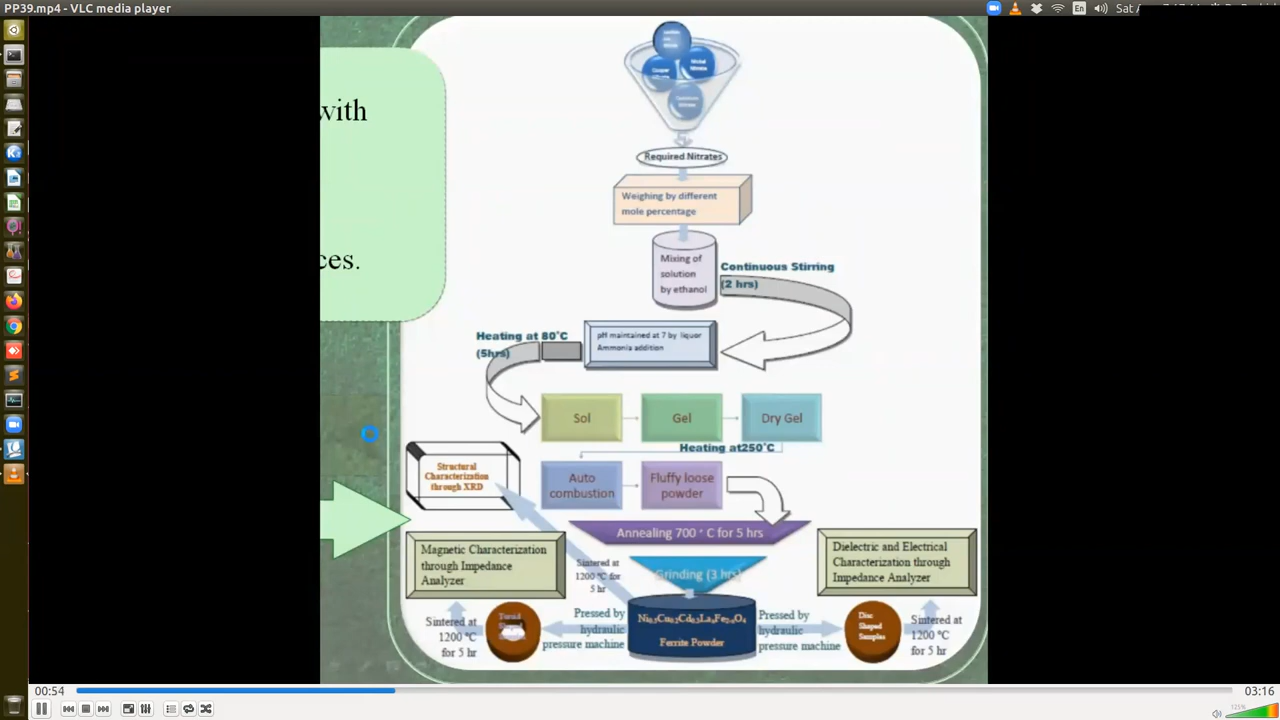 PP39.mp4 - VLC media player
En
Sat
with
ces.
Nickel
Nitrate
Required Nitrates
Weighing by different
mole percentage
Mixing of
solution
by ethanol
Continuous Stirring
(2 hrs)
pH maintained at 7 by liquor
Ammonia addition
Heating at 80°C
(5hrs)
Sol
Gel
Dry Gel
Heating at250°C
Auto
combustion
Fluffy loose
powder
Structural
Characterization
through XRD
Annealing 700 ° C for 5 hrs
Grinding (3 hrs)
Magnetic Characterization
through Impedance
Analyzer
Dielectric and Electrical
Characterization through
Impedance Analyzer
Sintered at
1200 °C for
5 hr
Ferrite Powder
Pressed by
hydraulic
pressure machine
Pressed by
hydraulic
pressure machine
Sintered at
1200 °C
for 5 hr
Disc
Shaped
Samples
Sintered at
1200 °C
for 5 hr
00:54
03:16
125%